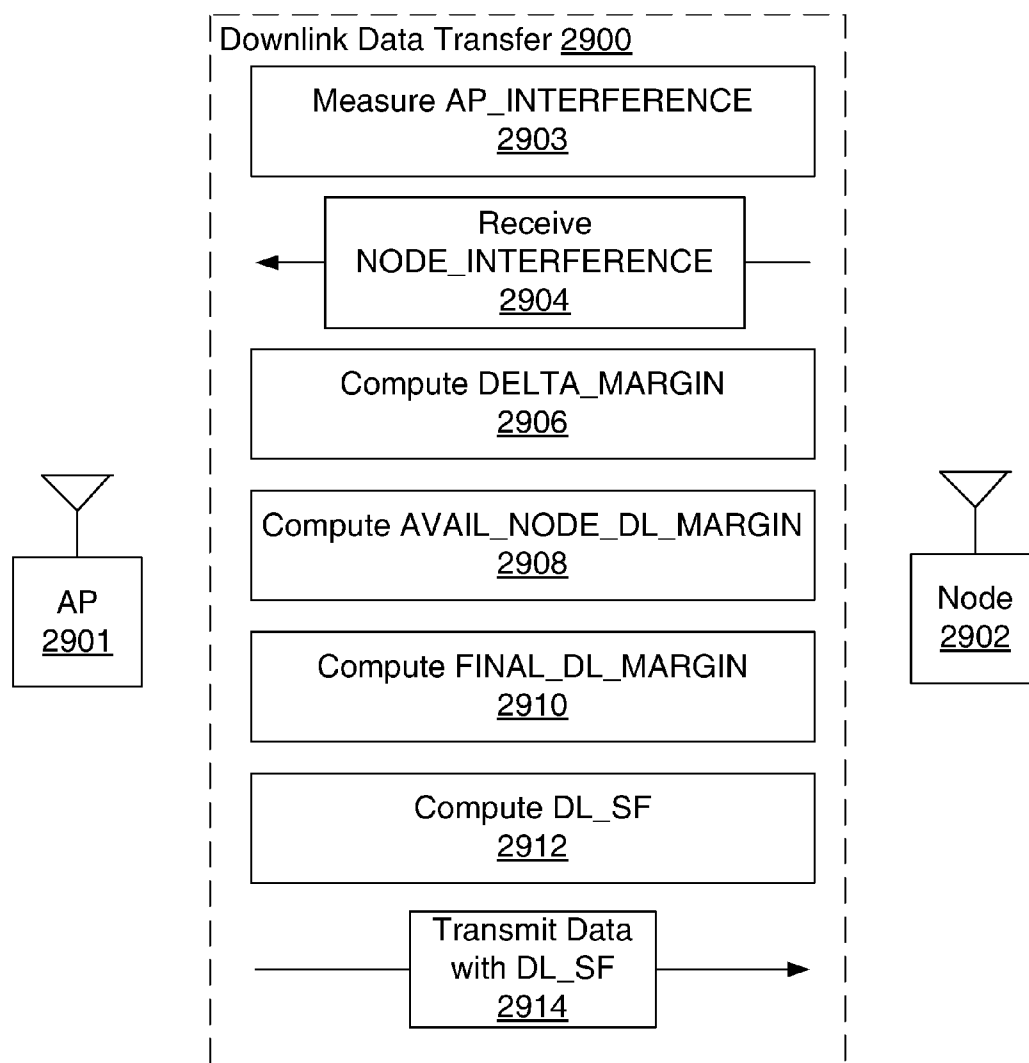 Downlink Data Transfer 2900
Measure AP_INTERFERENCE
2903
Receive
NODE_INTERFERENCE
2904
Compute DELTA_MARGIN
2906
Compute AVAIL_NODE_DL_MARGIN
2908
AP
2901
Node
2902
Compute FINAL_DL_MARGIN
2910
Compute DL_SF
2912
Transmit Data
with DL_SF
2914